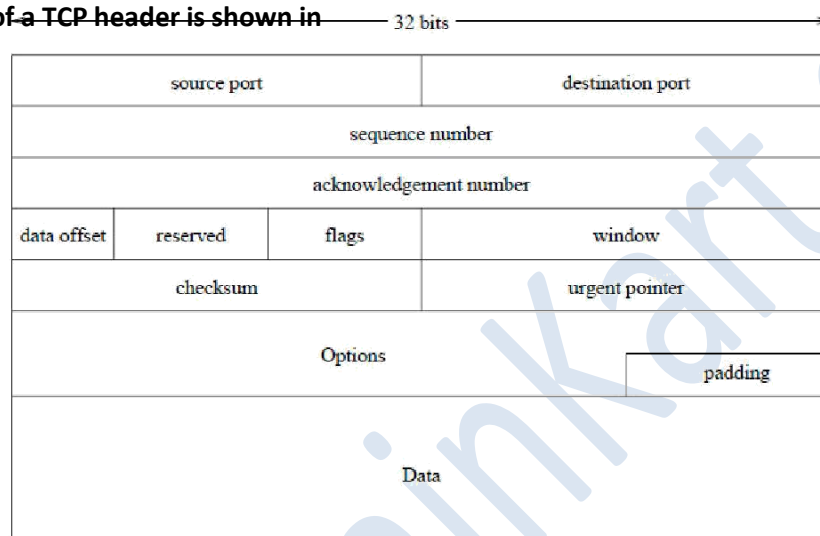 of a TCP header is shown in
32 bits
source port destination port
sequence number
acknowledgement number
data offset reserved flags window
checksum urgent pointer
Options
padding
Data